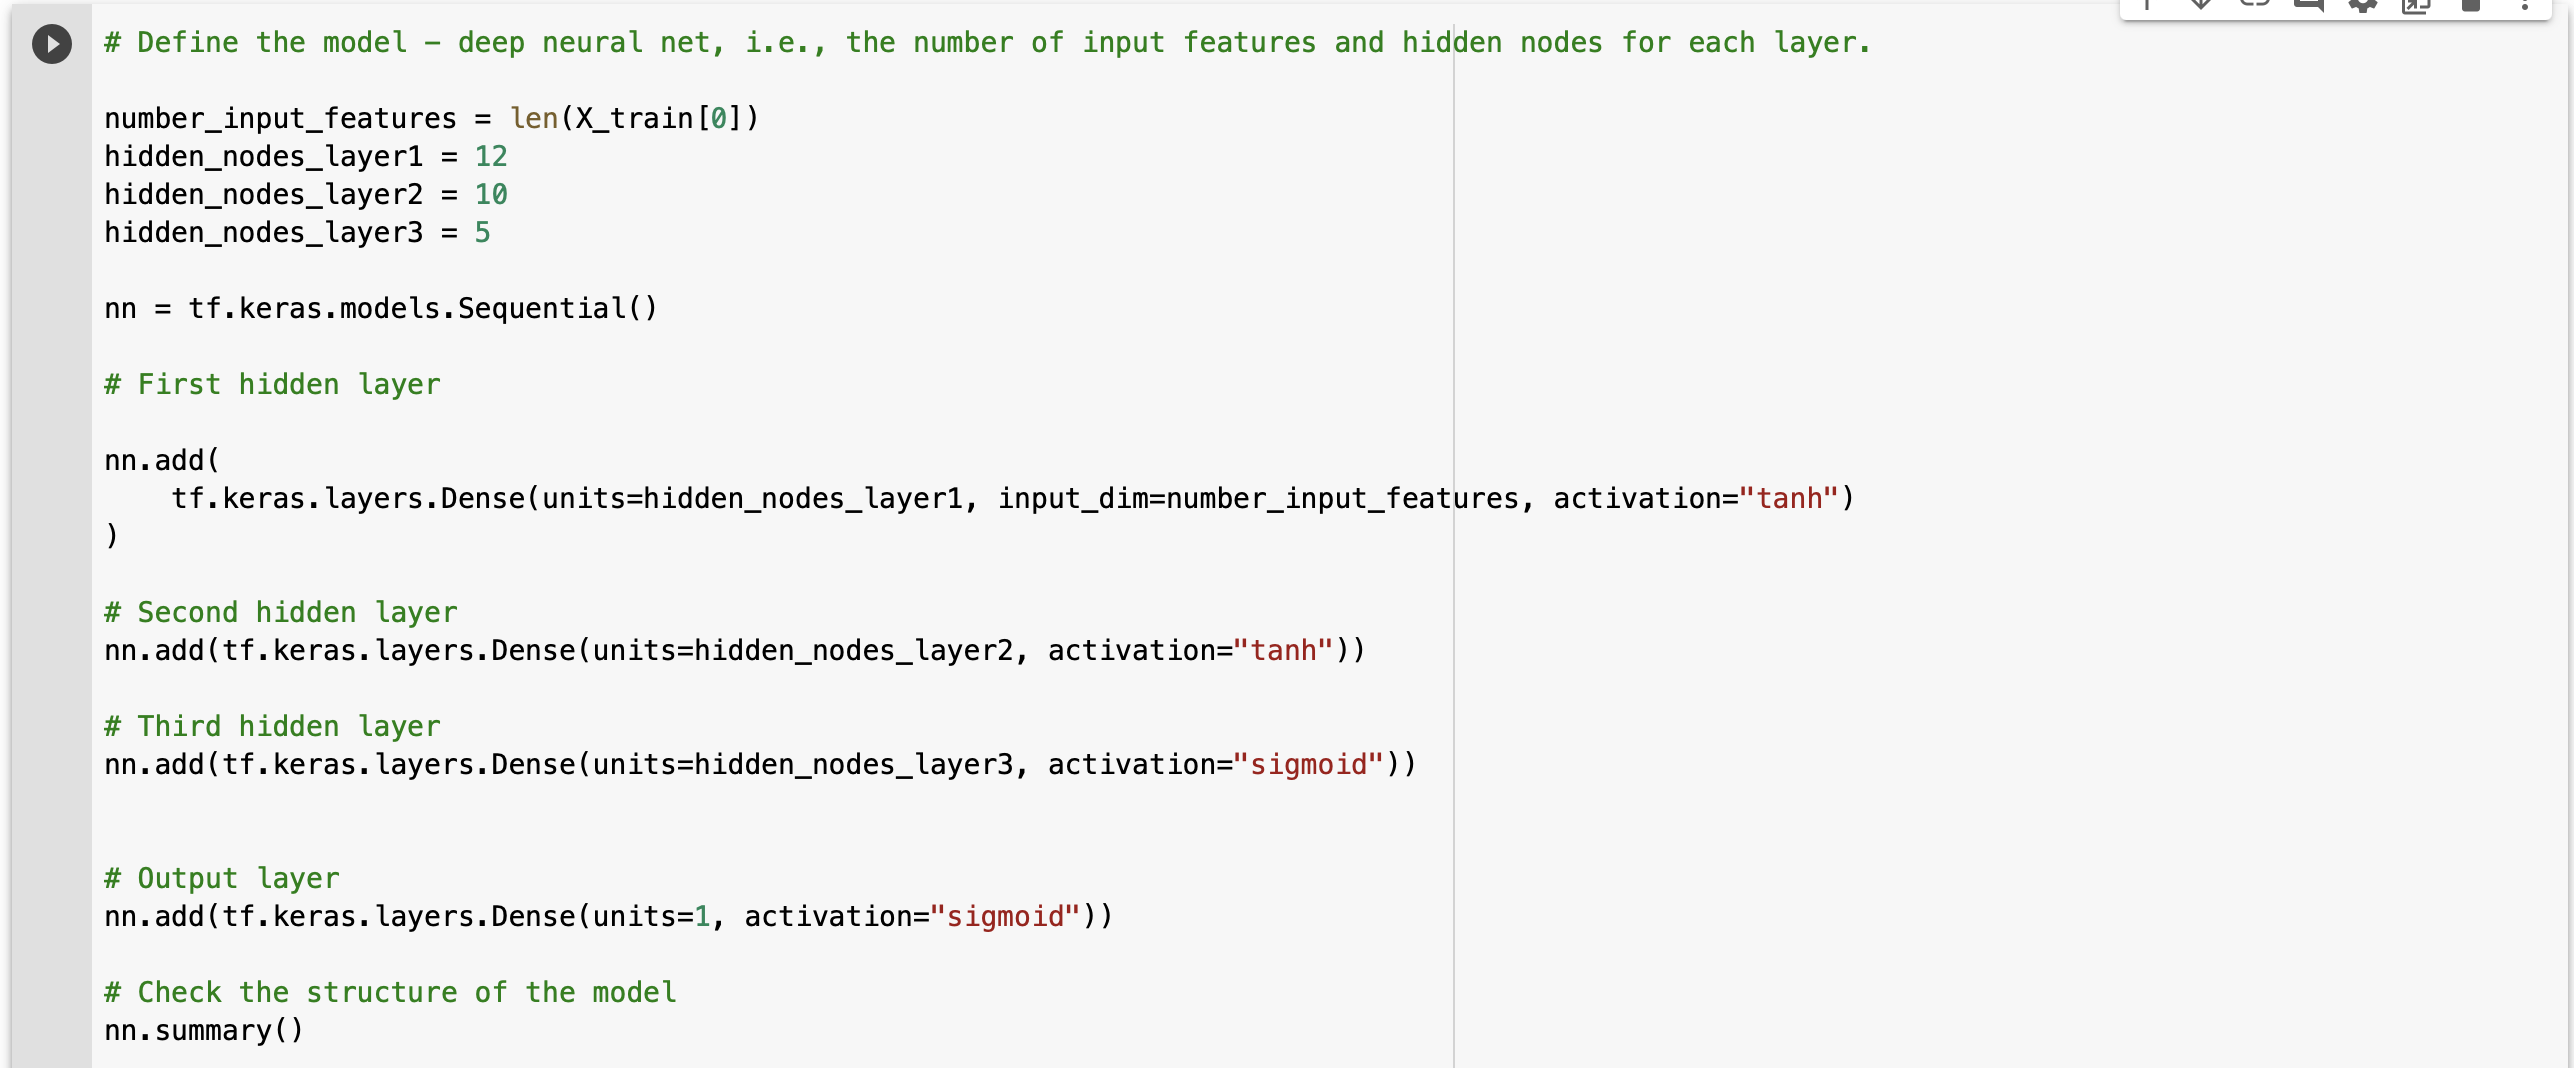 # Define the model – deep neural net, i.e., the number of input features and hidden nodes for each layer.
number_input_features = len(X_train[0])
hidden_nodes_layer1 = 12
hidden_nodes_layer2 = 10
hidden_nodes_layer3 = 5
nn = tf.keras.models.Sequential()
# First hidden layer
nn.add(
    tf.keras.layers.Dense(units=hidden_nodes_layer1, input_dim=number_input_features, activation="tanh")
)
# Second hidden layer
nn.add(tf.keras.layers.Dense(units=hidden_nodes_layer2, activation="tanh"))
# Third hidden layer
nn.add(tf.keras.layers.Dense(units=hidden_nodes_layer3, activation="sigmoid"))
# Output layer
nn.add(tf.keras.layers.Dense(units=1, activation="sigmoid"))
# Check the structure of the model
nn.summary()